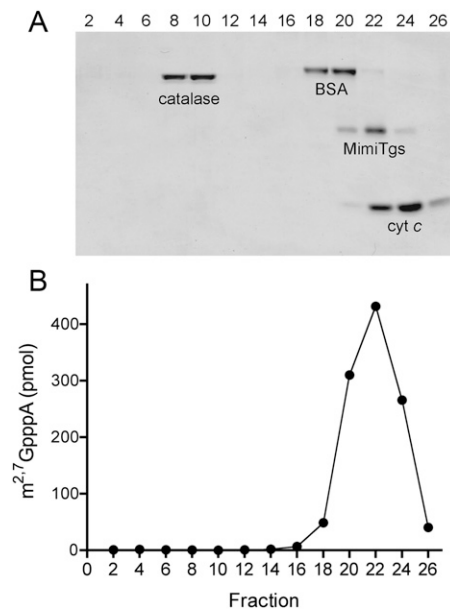 A
2 4 6 8 10 12 14 16 18 20 22 24 26
catalase
BSA
MimiTgs
cyt c
B
400
300
200
100
0
m2,7GpppA (pmol)
0 2 4 6 8 10 12 14 16 18 20 22 24 26
Fraction